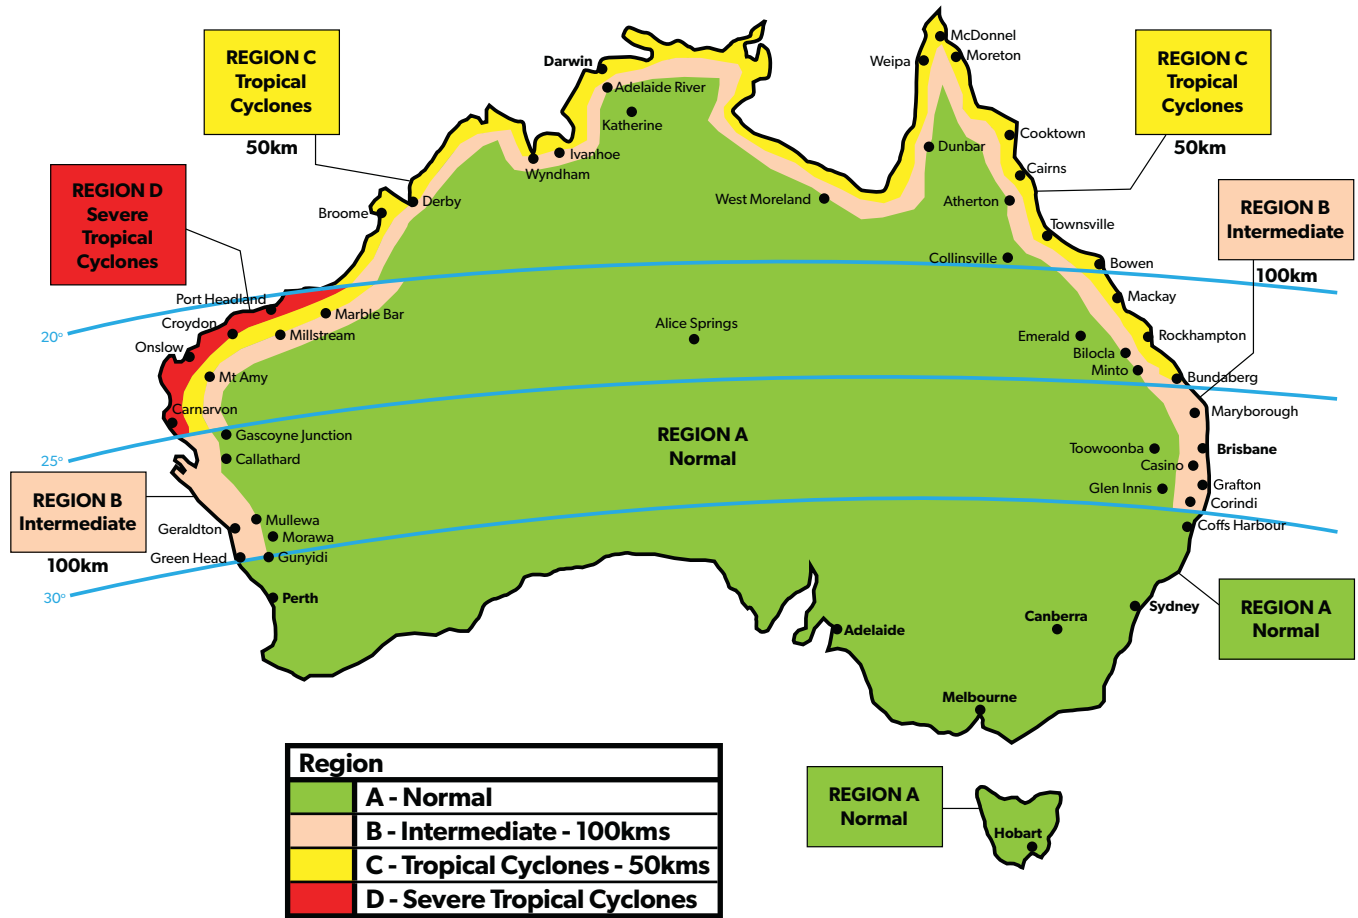 REGION C
Tropical
Cyclones
50km
REGION D
Severe
Tropical
Cyclones
REGION C
Tropical
Cyclones
50km
REGION B
Intermediate
100km
McDonnel
Weipa
Moreton
Darwin
Adelaide River
Katherine
Ivanhoe
Wyndham
Cooktown
Dunbar
Cairns
Derby
Broome
West Moreland
Atherton
Townsville
Collinsville
Bowen
Port Headland
Mackay
Croydon
Marble Bar
20°
Millstream
Alice Springs
Emerald
Rockhampton
Onslow
Bilocla
Minto
Mt Amy
Bundaberg
Carnarvon
Maryborough
Gascoyne Junction
REGION A
Normal
Toowoonba
Brisbane
25°
Callathard
Casino
REGION B
Intermediate
100km
Glen Innis
Grafton
Corindi
Geraldton
Mullewa
Coffs Harbour
Morawa
Green Head
Gunyidi
30°
Perth
REGION A
Normal
Sydney
Canberra
Adelaide
Melbourne
Region
A - Normal
B - Intermediate - 100kms
C - Tropical Cyclones - 50kms
D - Severe Tropical Cyclones
REGION A
Normal
Hobart